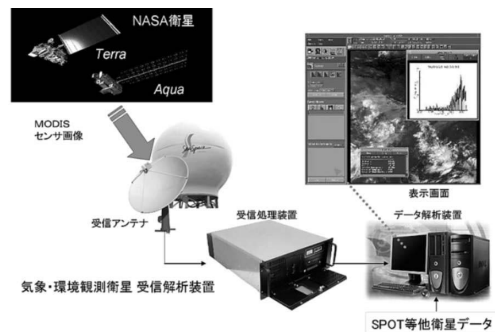 NASA衛星
Terra
Aqua
MODIS
センサ画像
受信アンテナ
受信処理装置
表示画面
データ解析装置
気象・環境観測衛星 受信解析装置
SPOT等他衛星データ